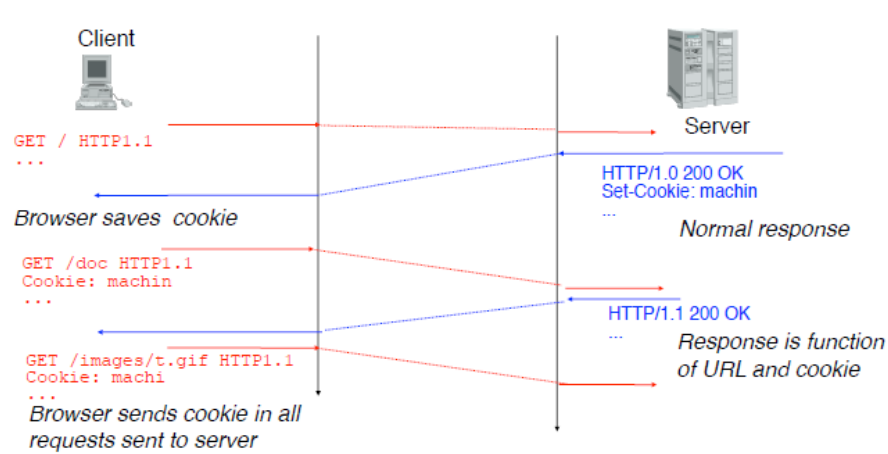 Client
Server
GET / HTTP1.1
...
HTTP/1.0 200 OK
Set-Cookie: machin
...
Browser saves cookie
Normal response
GET /doc HTTP1.1
Cookie: machin
...
HTTP/1.1 200 OK
...
Response is function
of URL and cookie
GET /images/t.gif HTTP1.1
Cookie: machi
...
Browser sends cookie in all
requests sent to server